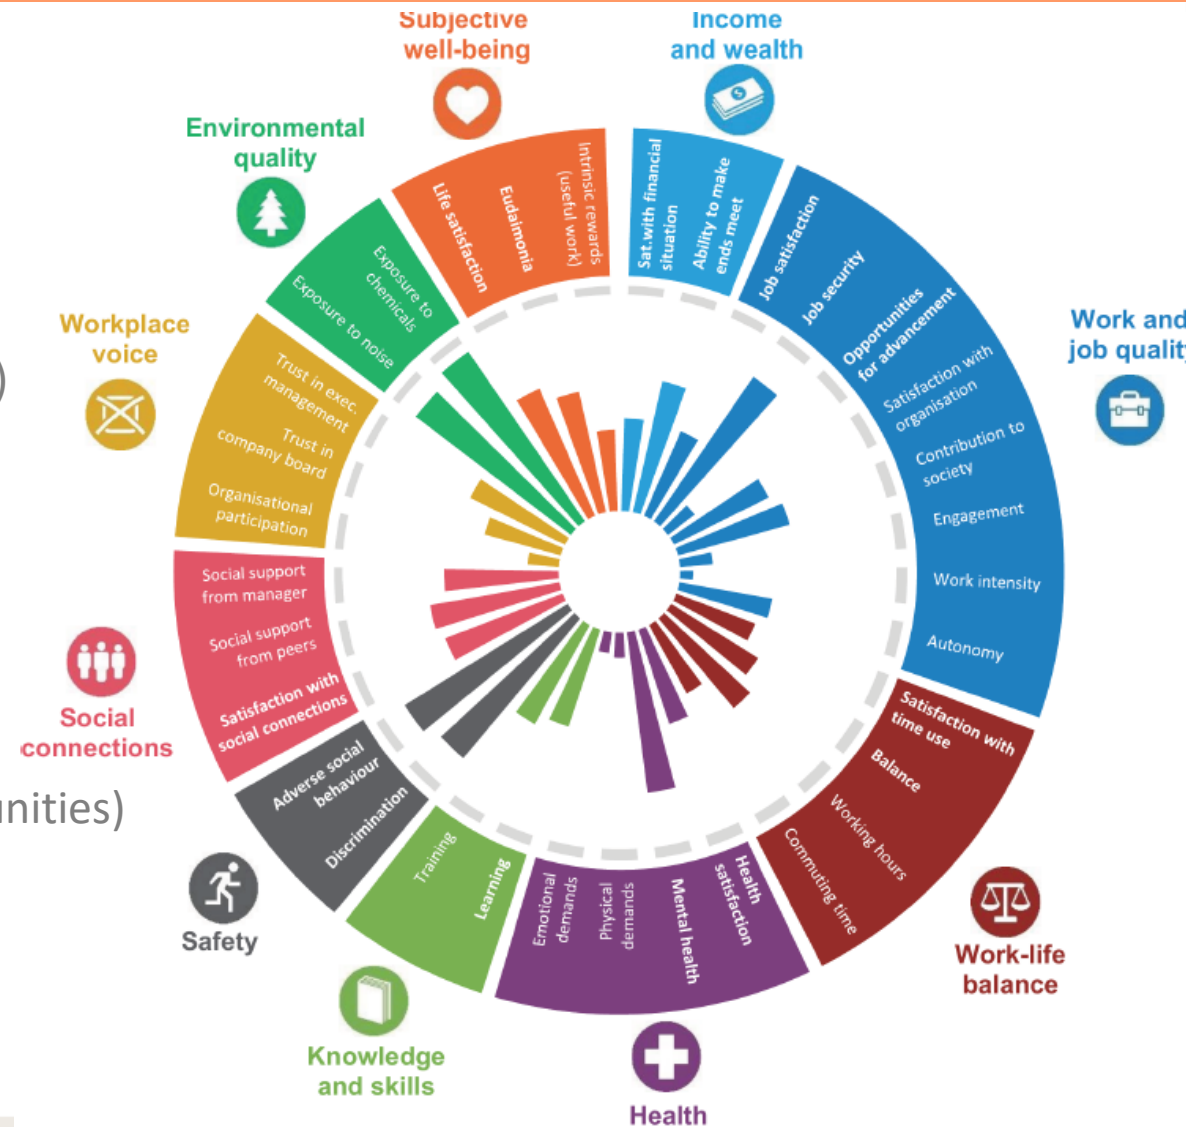 Subjective
well-being
Income
and wealth
Environmental
quality
Workplace
voice
Work and
job quality
Social
connections
Safety
Knowledge
and skills
Health
Work-life
balance
Life satisfaction
Eudaimonia
Intrinsic rewards
(useful work)
Sat.with financial
situation
Ability to make
ends meet
Job satisfaction
Job security
Opportunities
for advancement
Satisfaction with
organisation
Contribution to
society
Engagement
Work intensity
Autonomy
Satisfaction with
time use
Balance
Working hours
Commuting time
Health
satisfaction
Mental health
Physical
demands
Emotional
demands
Learning
Training
Discrimination
Adverse social
behaviour
Satisfaction with
social connections
Social support
from peers
Social support
from manager
Organisational
participation
Trust in
company board
Trust in exec.
management
Exposure to noise
Exposure to
chemicals
)
unities)
$